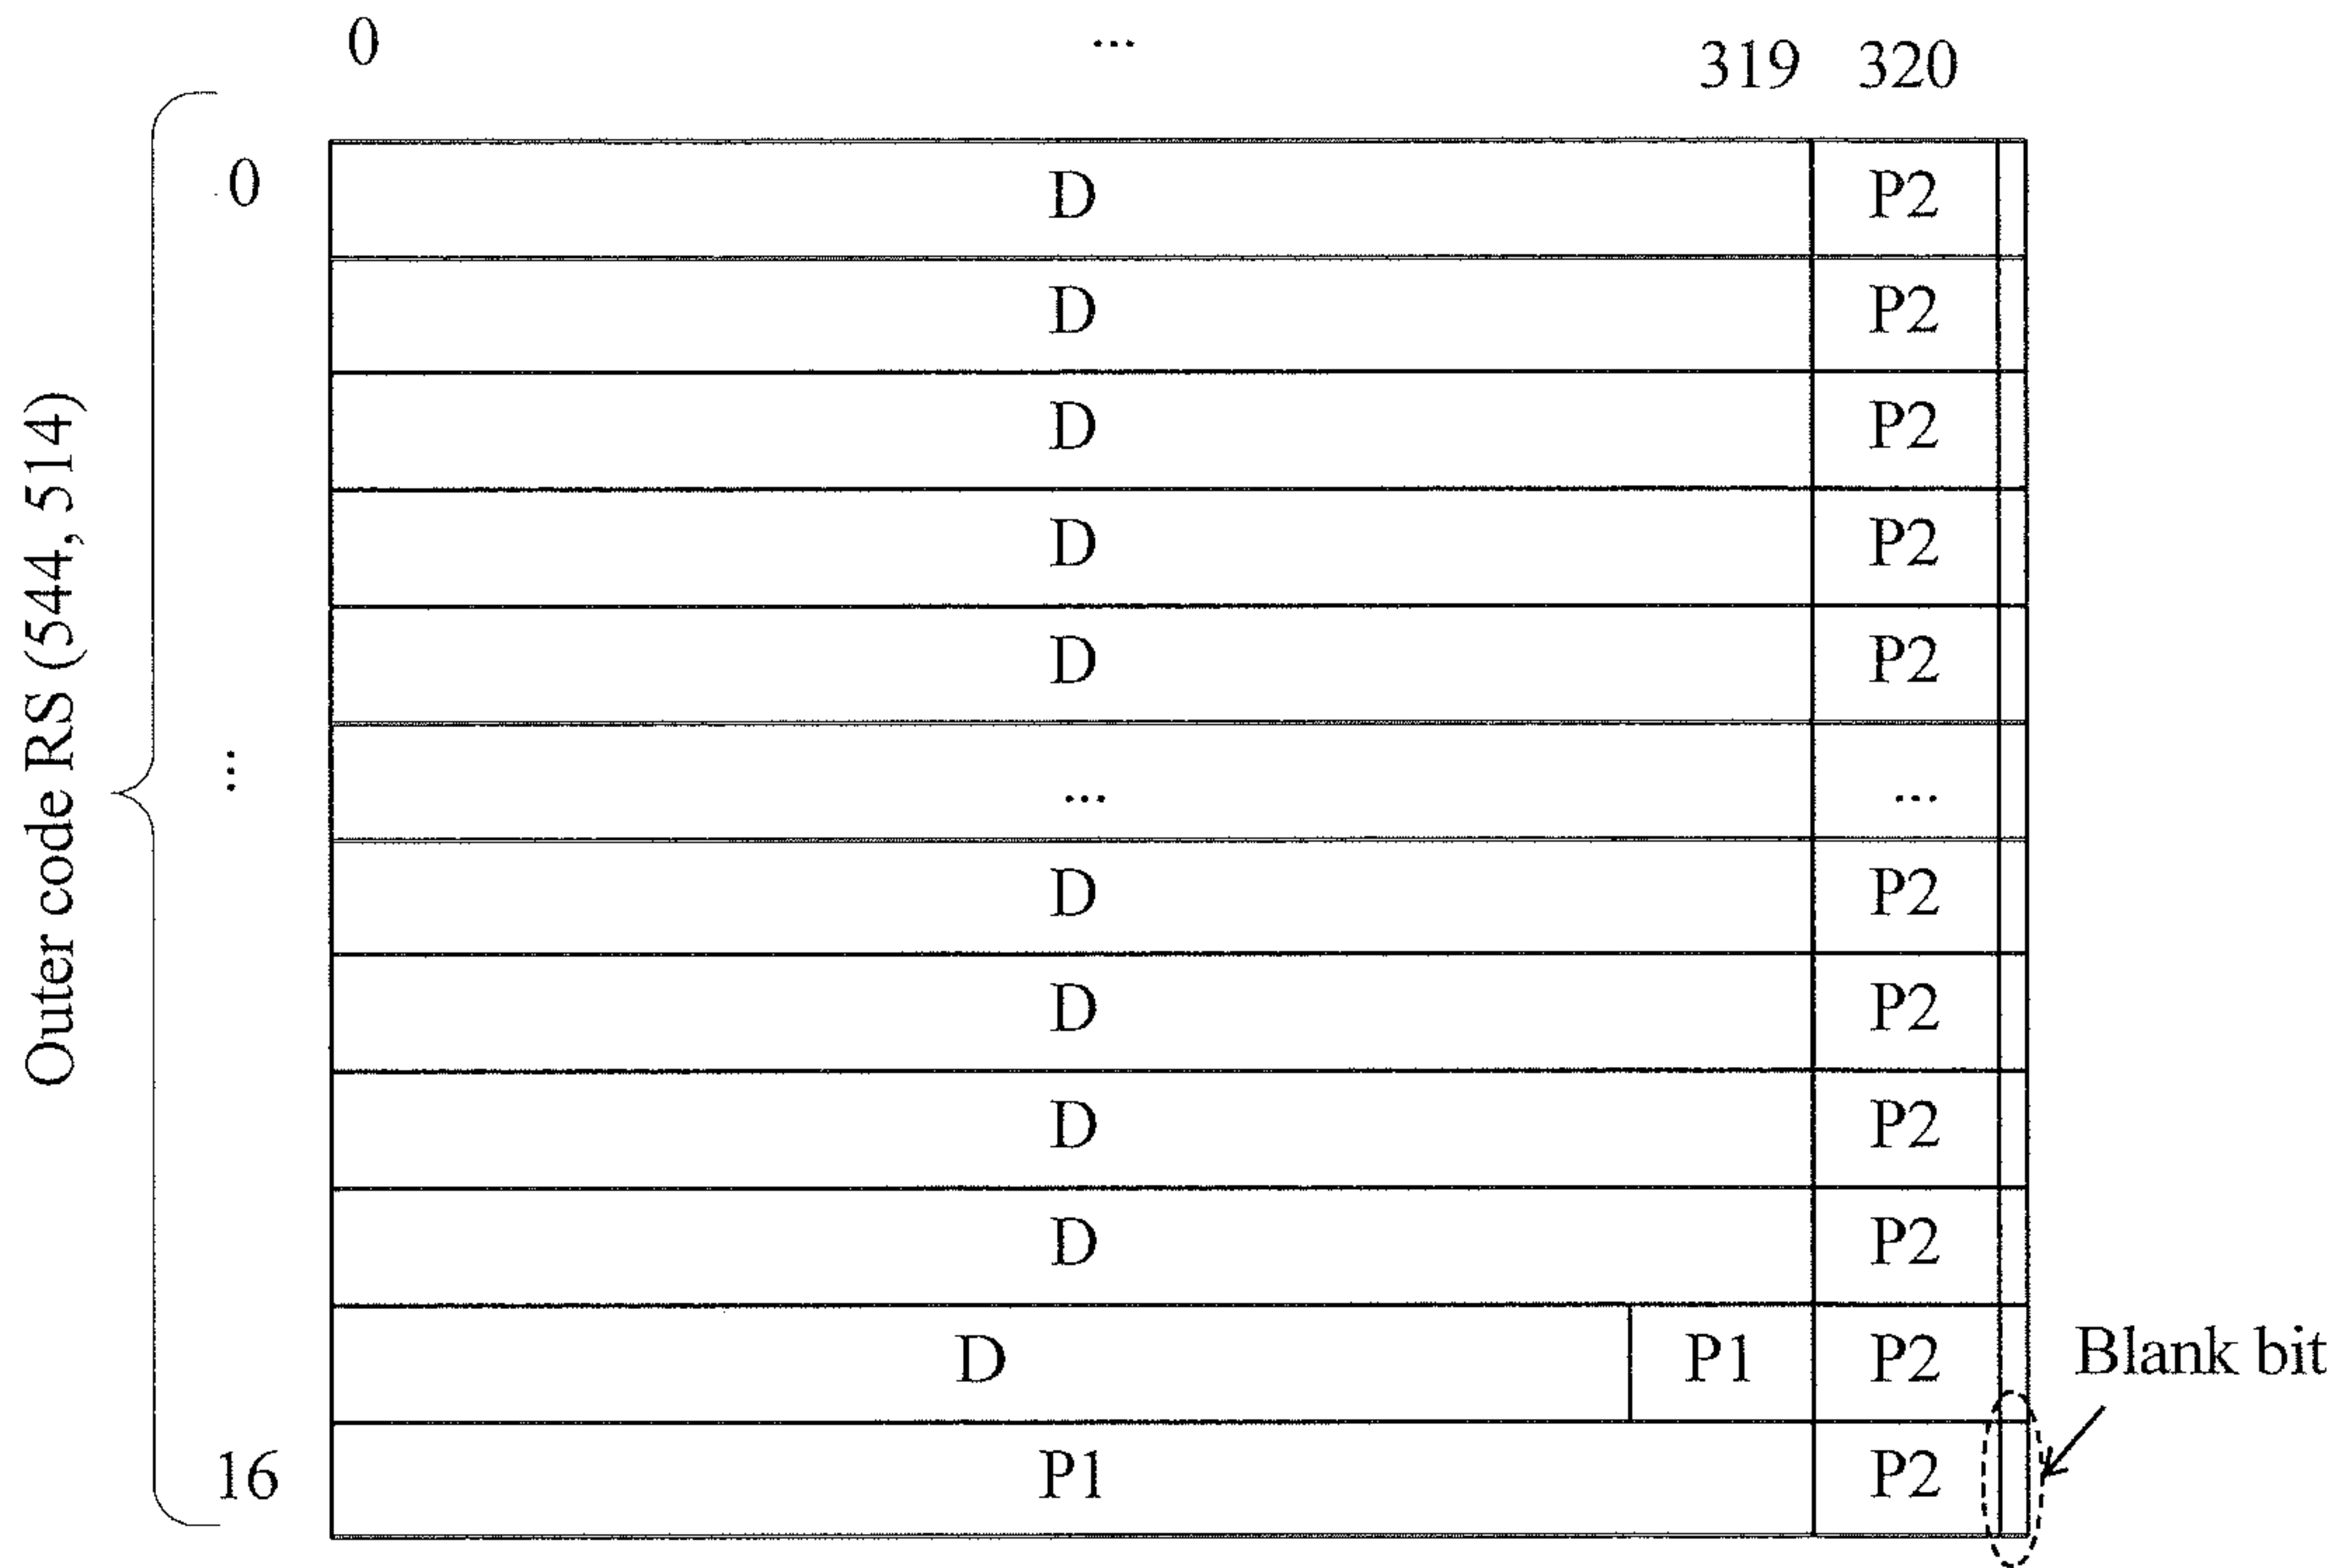 0 ... 319 320
Outer code RS (544, 514)
0 D P2
D P2
D P2
D P2
D P2
... ... ...
D P2
D P2
D P2
D P2
D P1 P2 Blank bit
16 P1 P2